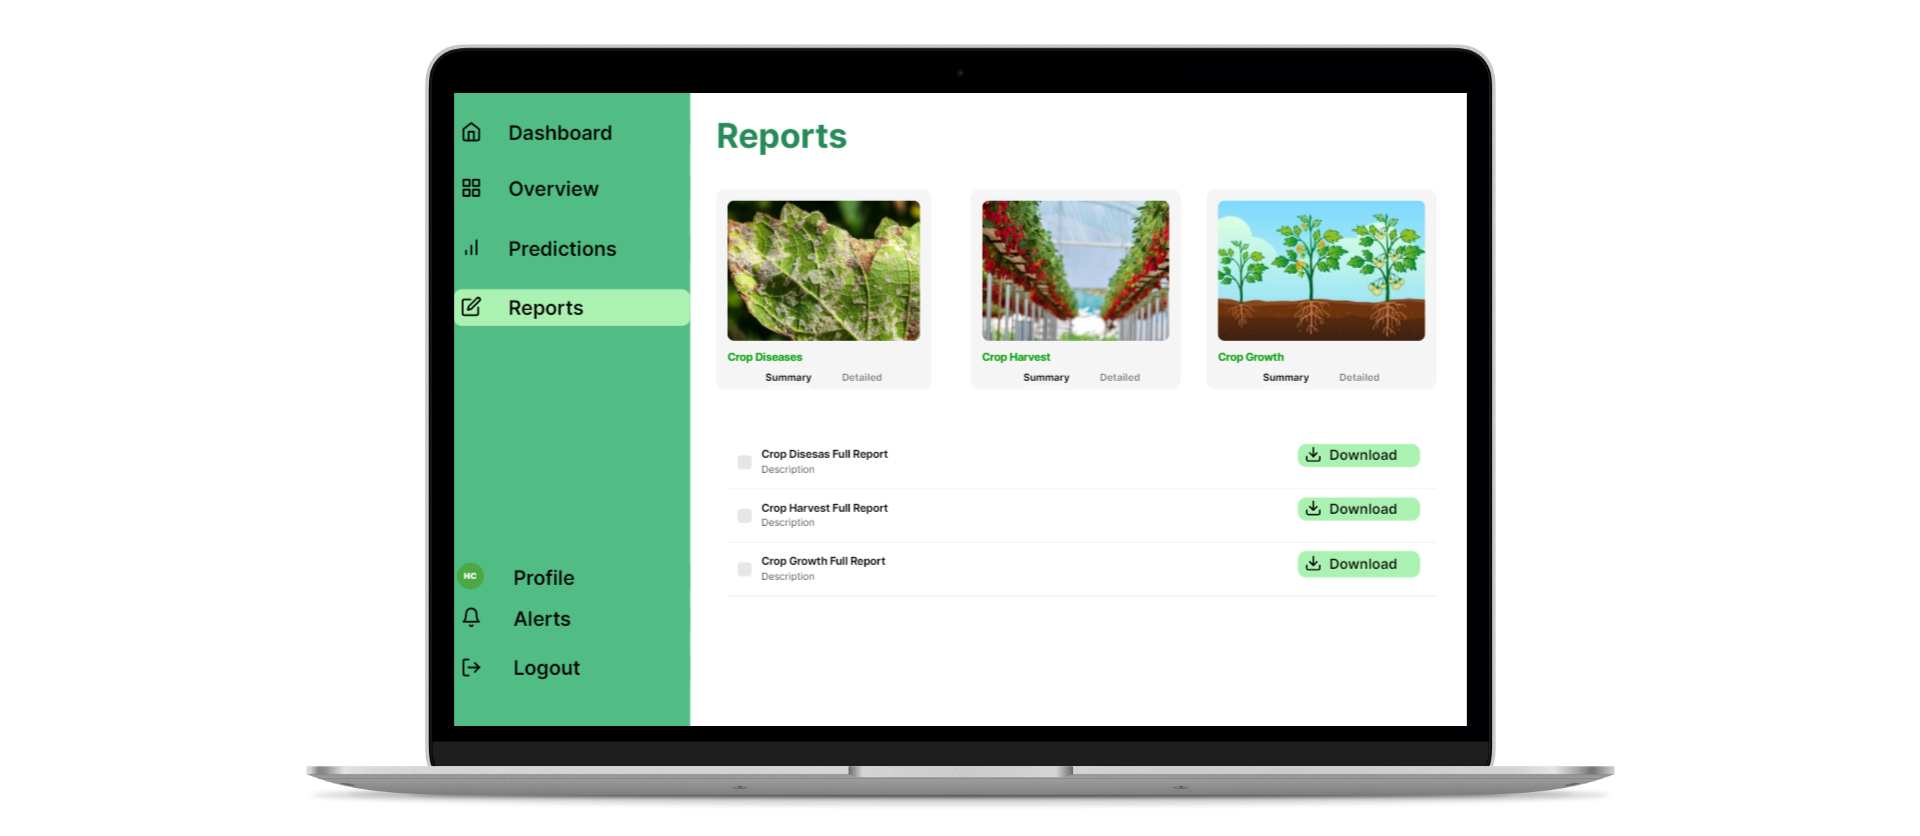 Dashboard
Overview
Predictions
Reports
HC
Profile
Alerts
Logout
Reports
Crop Diseases
Summary Detailed
Crop Harvest
Summary Detailed
Crop Growth
Summary Detailed
Crop Disesas Full Report
Description
Download
Crop Harvest Full Report
Description
Download
Crop Growth Full Report
Description
Download